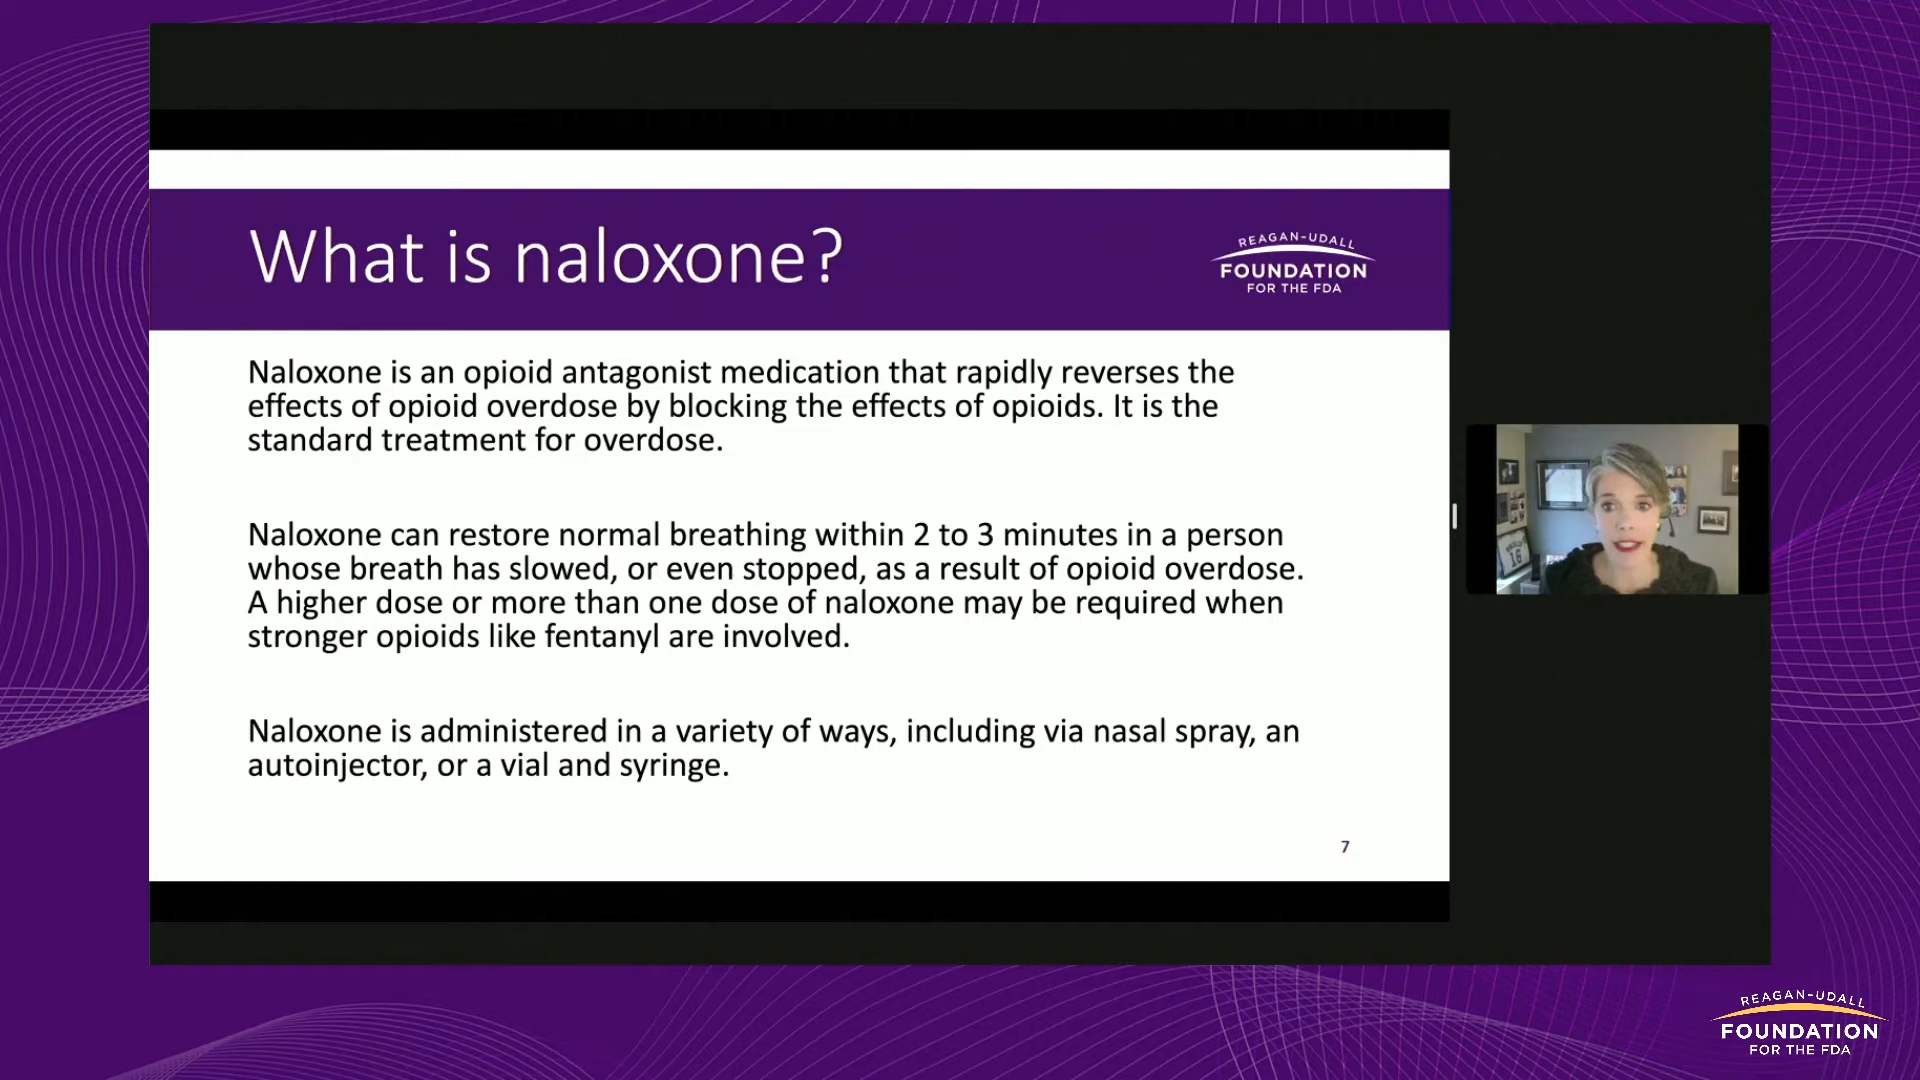 What is naloxone?
REAGAN-UDALL
FOUNDATION
FOR THE FDA
Naloxone is an opioid antagonist medication that rapidly reverses the
effects of opioid overdose by blocking the effects of opioids. It is the
standard treatment for overdose.
Naloxone can restore normal breathing within 2 to 3 minutes in a person
whose breath has slowed, or even stopped, as a result of opioid overdose.
A higher dose or more than one dose of naloxone may be required when
stronger opioids like fentanyl are involved.
Naloxone is administered in a variety of ways, including via nasal spray, an
autoinjector, or a vial and syringe.
7
16
REAGAN-UDALL
FOUNDATION
FOR THE FDA